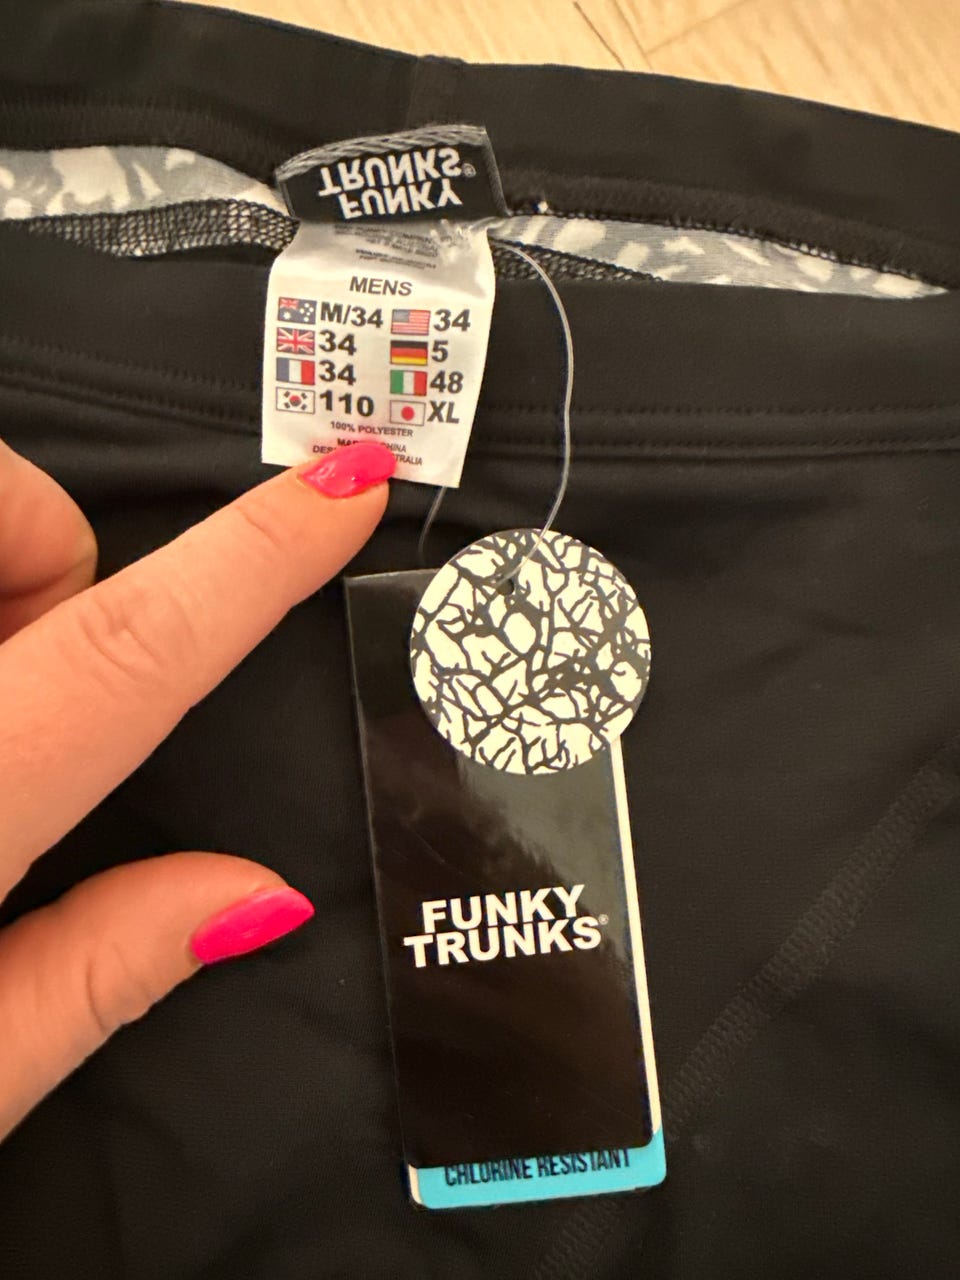 FUNKY
TRUNKS®
MENS
M/34 34
34 5
34 48
110 XL
100% POLYESTER
FUNKY
TRUNKS®
CHLORINE RESISTANT